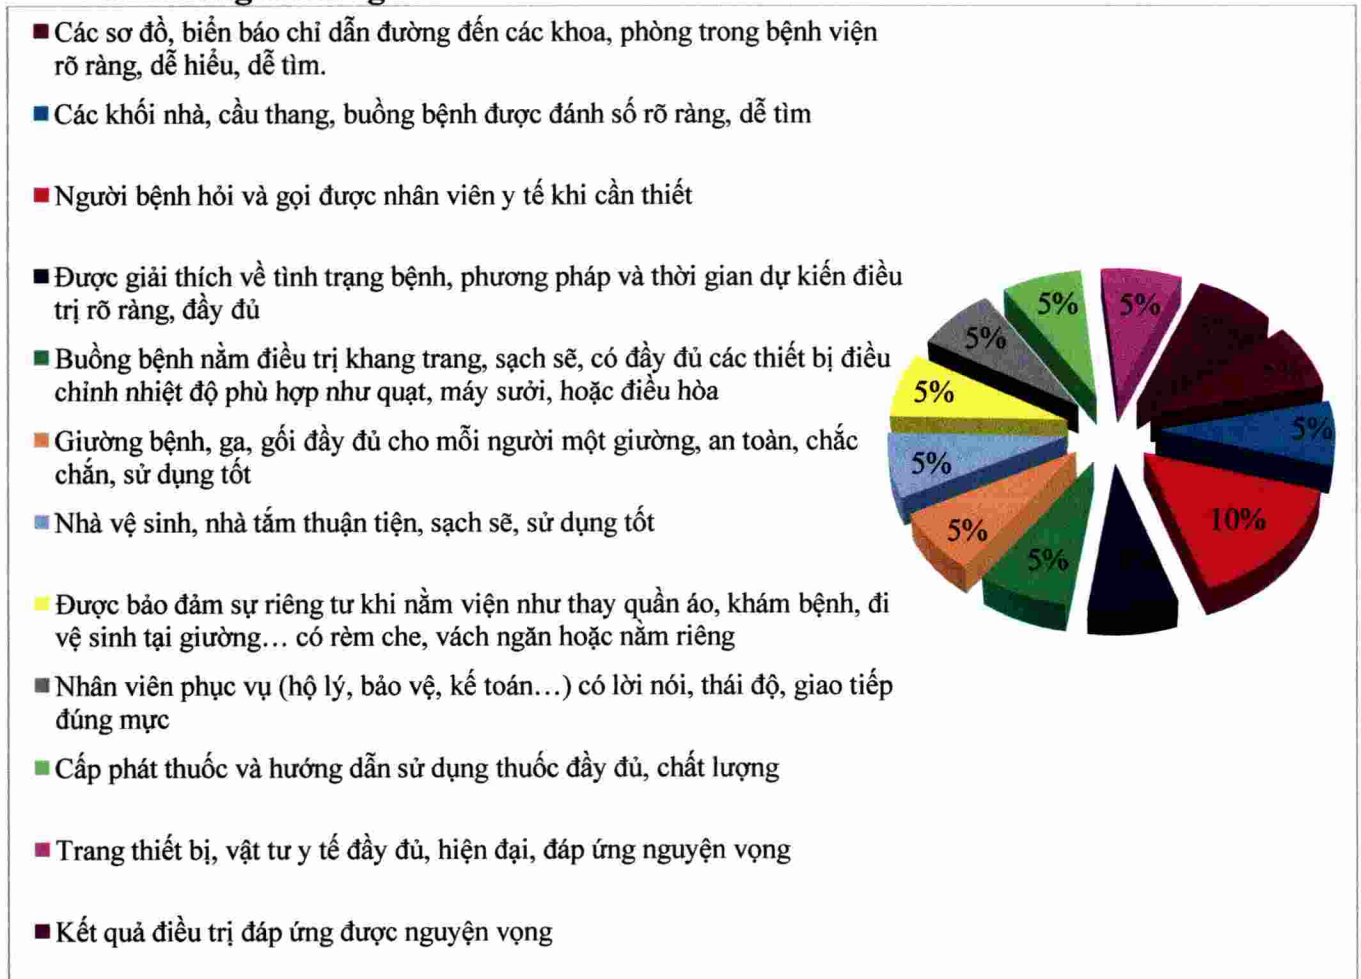 Các sơ đồ, biển báo chỉ dẫn đường đến các khoa, phòng trong bệnh viện
rõ ràng, dễ hiểu, dễ tìm.
Các khối nhà, cầu thang, buồng bệnh được đánh số rõ ràng, dễ tìm
Người bệnh hỏi và gọi được nhân viên y tế khi cần thiết
Được giải thích về tình trạng bệnh, phương pháp và thời gian dự kiến điều
trị rõ ràng, đầy đủ
Buồng bệnh nằm điều trị khang trang, sạch sẽ, có đầy đủ các thiết bị điều
chỉnh nhiệt độ phù hợp như quạt, máy sưởi, hoặc điều hòa
Giường bệnh, ga, gối đầy đủ cho mỗi người một giường, an toàn, chắc
chắn, sử dụng tốt
Nhà vệ sinh, nhà tắm thuận tiện, sạch sẽ, sử dụng tốt
Được bảo đảm sự riêng tư khi nằm viện như thay quần áo, khám bệnh, đi
vệ sinh tại giường… có rèm che, vách ngăn hoặc nằm riêng
Nhân viên phục vụ (hộ lý, bảo vệ, kế toán…) có lời nói, thái độ, giao tiếp
đúng mực
Cấp phát thuốc và hướng dẫn sử dụng thuốc đầy đủ, chất lượng
Trang thiết bị, vật tư y tế đầy đủ, hiện đại, đáp ứng nguyện vọng
Kết quả điều trị đáp ứng được nguyện vọng
5%
5%
5%
5%
5%
5%
10%
5%
5%
5%